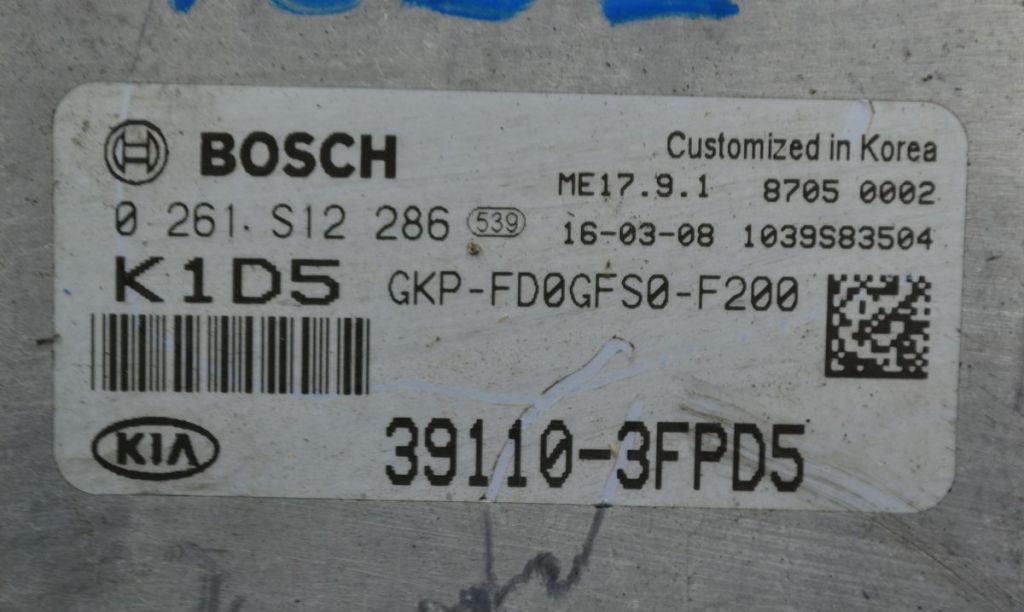 BOSCH
Customized in Korea
ME17.9.1 8705 0002
0 261.S12 286 539
16-03-08 1039S83504
K1D5 GKP-FD0GFS0-F200
KIA 39110-3FPD5